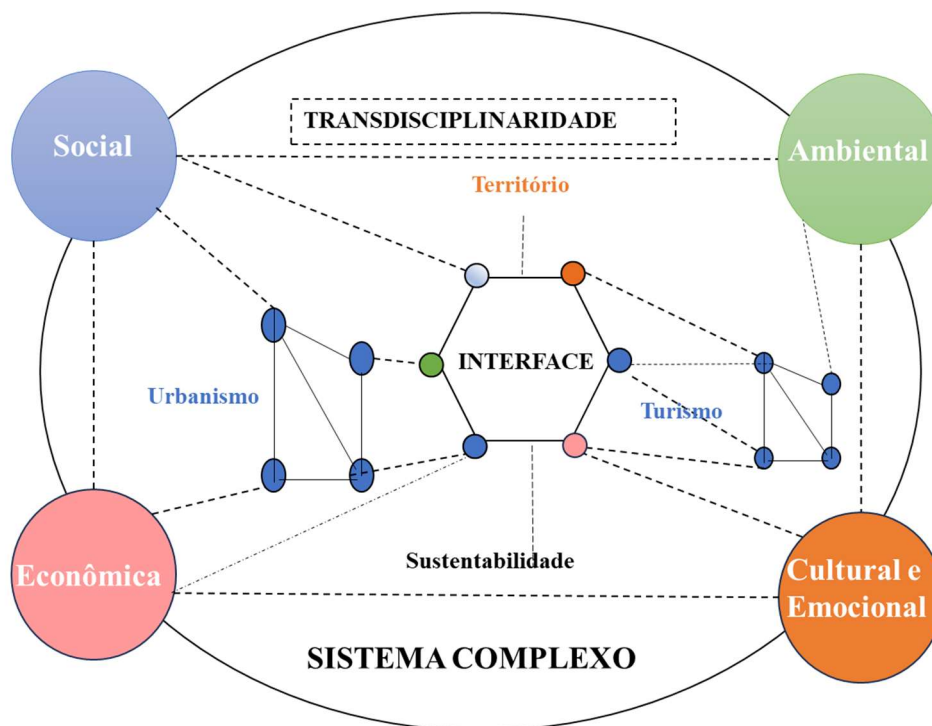 TRANSDISCIPLINARIDADE
Social
Ambiental
Território
INTERFACE
Urbanismo
Turismo
Sustentabilidade
Econômica
Cultural e
Emocional
SISTEMA COMPLEXO